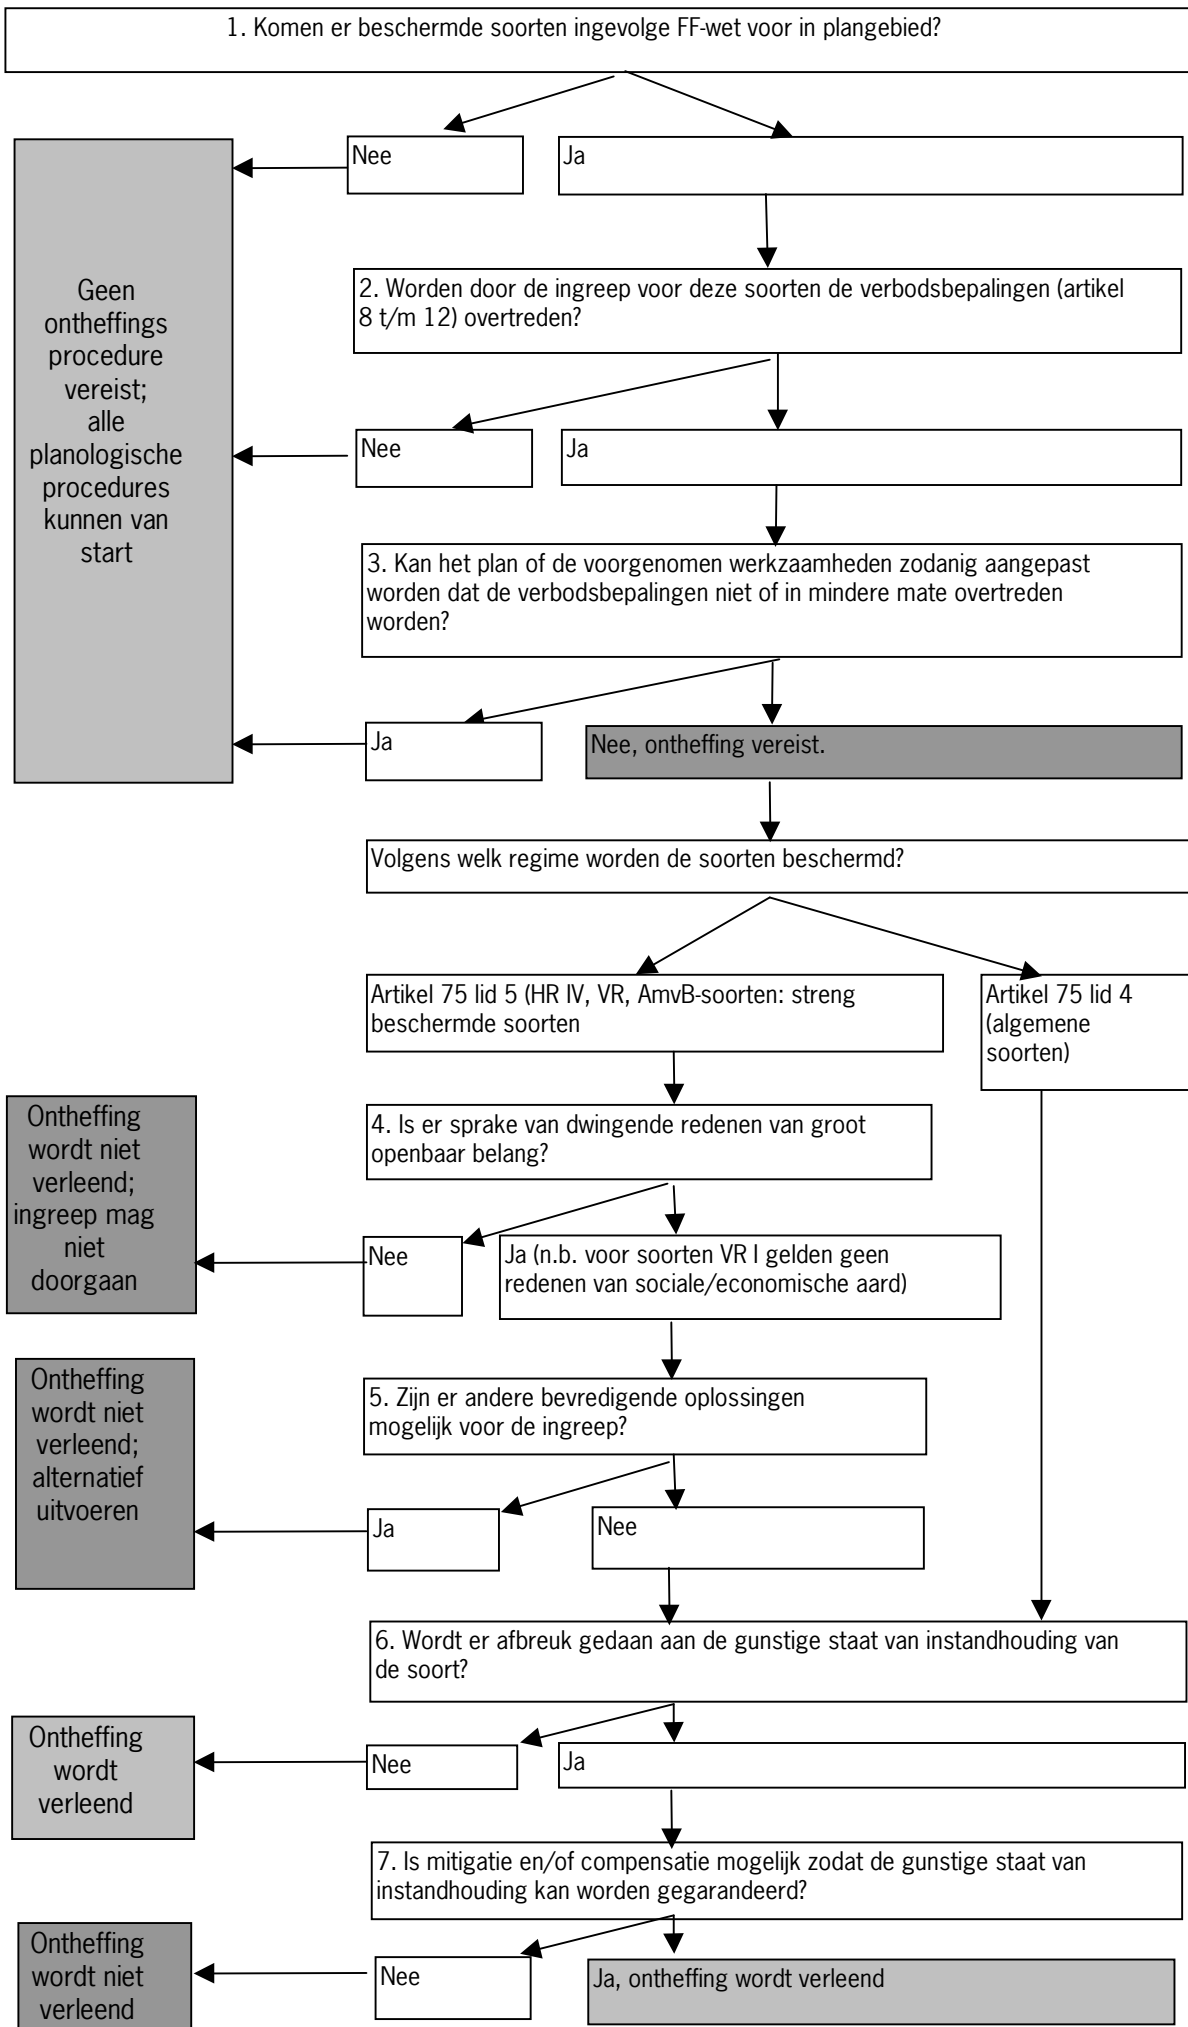 1. Komen er beschermde soorten ingevolge FF-wet voor in plangebied?
Nee
Ja
Geen
ontheffings
procedure
vereist;
alle
planologische
procedures
kunnen van
start
2. Worden door de ingreep voor deze soorten de verbodsbepalingen (artikel
8 t/m 12) overtreden?
Nee
Ja
3. Kan het plan of de voorgenomen werkzaamheden zodanig aangepast
worden dat de verbodsbepalingen niet of in mindere mate overtreden
worden?
Ja
Nee, ontheffing vereist.
Volgens welk regime worden de soorten beschermd?
Artikel 75 lid 5 (HR IV, VR, AmvB-soorten: streng
beschermde soorten
Artikel 75 lid 4
(algemene
soorten)
4. Is er sprake van dwingende redenen van groot
openbaar belang?
Ontheffing
wordt niet
verleend;
ingreep mag
niet
doorgaan
Nee
Ja (n.b. voor soorten VR I gelden geen
redenen van sociale/economische aard)
5. Zijn er andere bevredigende oplossingen
mogelijk voor de ingreep?
Ontheffing
wordt niet
verleend;
alternatief
uitvoeren
Ja
Nee
6. Wordt er afbreuk gedaan aan de gunstige staat van instandhouding van
de soort?
Ontheffing
wordt
verleend
Nee
Ja
7. Is mitigatie en/of compensatie mogelijk zodat de gunstige staat van
instandhouding kan worden gegarandeerd?
Ontheffing
wordt niet
verleend
Nee
Ja, ontheffing wordt verleend